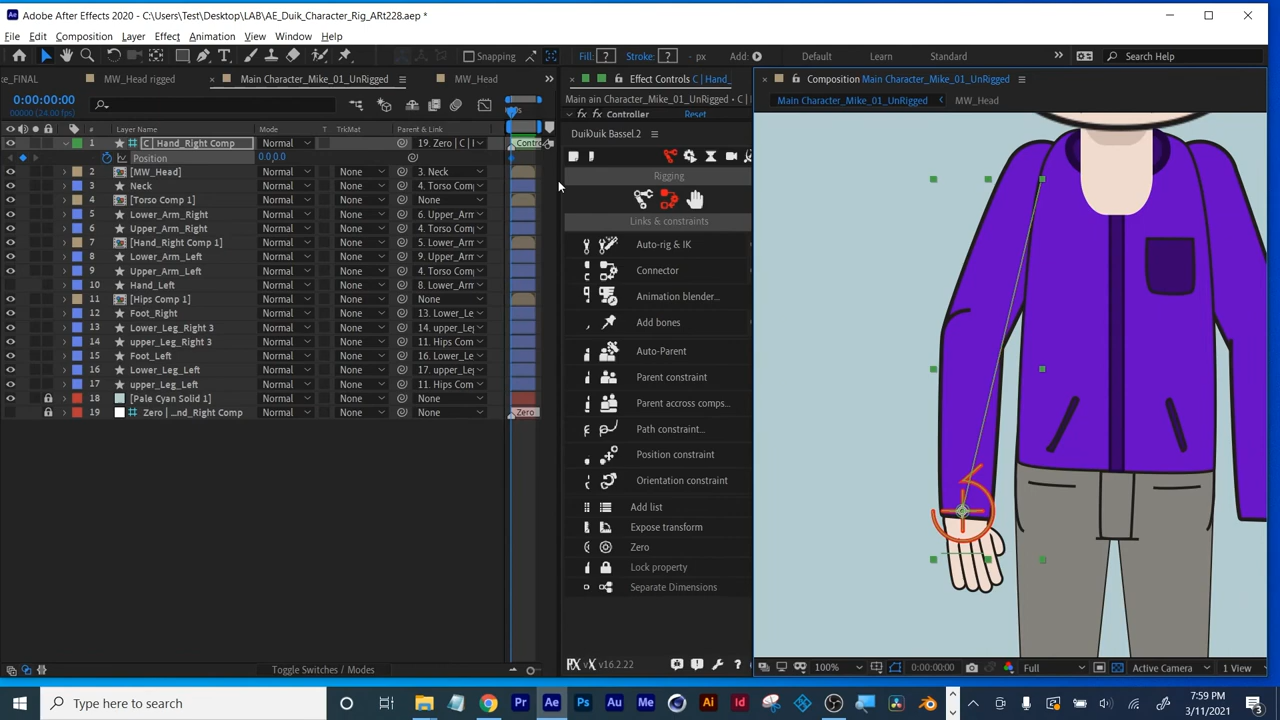 Adobe After Effects 2020 - C:\Users\Test\Desktop\LAB\AE_Duik_Character_Rig_ARt228.aep *
File Edit Composition Layer Effect Animation View Window Help
Snapping Fill: ? Stroke: ? - px Add: Default Learn Standard Search Help
ce_FINAL MW_Head rigged Main Character_Mike_01_UnRigged MW_Head
Effect Controls C | Hand_
Composition Main Character_Mike_01_UnRigged
0:00:00:00
00000 (24.00 fps)
Main ain Character_Mike_01_UnRigged • C | H
Main Character_Mike_01_UnRigged MW_Head
fx Controller Reset
# Layer Name Mode T TrkMat Parent & Link
DuikDuik Bassel.2
1 C | Hand_Right Comp Normal 19. Zero | C | Contro
Position 0.0,0.0
2 [MW_Head] Normal None 3. Neck
3 Neck Normal None 4. Torso Com
4 [Torso Comp 1] Normal None None
5 Lower_Arm_Right Normal None 6. Upper_Arm
6 Upper_Arm_Right Normal None 4. Torso Com
7 [Hand_Right Comp 1] Normal None 5. Lower_Arm
8 Lower_Arm_Left Normal None 9. Upper_Arm
9 Upper_Arm_Left Normal None 4. Torso Com
10 Hand_Left Normal None 8. Lower_Arm
11 [Hips Comp 1] Normal None None
12 Foot_Right Normal None 13. Lower_Le
13 Lower_Leg_Right 3 Normal None 14. upper_Leg
14 upper_Leg_Right 3 Normal None 11. Hips Com
15 Foot_Left Normal None 16. Lower_Le
16 Lower_Leg_Left Normal None 17. upper_Leg
17 upper_Leg_Left Normal None 11. Hips Com
18 [Pale Cyan Solid 1] Normal None None
19 Zero | ...nd_Right Comp Normal None None Zero
Rigging
Links & constraints
Auto-rig & IK
Connector
Animation blender...
Add bones
Auto-Parent
Parent constraint
Parent accross comps...
Path constraint...
Position constraint
Orientation constraint
Add list
Expose transform
Zero
Lock property
Separate Dimensions
Toggle Switches / Modes
v16.2.22
100% 0:00:00:00 Full Active Camera 1 View
Type here to search
7:59 PM
3/11/2021